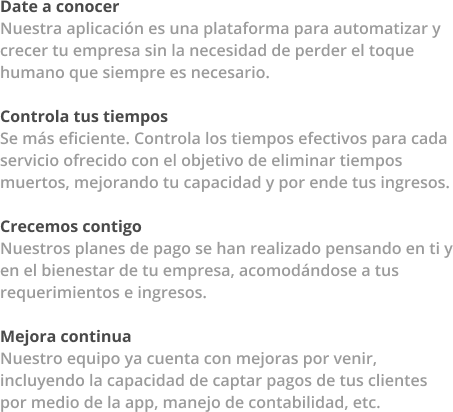 Date a conocer
Nuestra aplicación es una plataforma para automatizar y
crecer tu empresa sin la necesidad de perder el toque
humano que siempre es necesario.
Controla tus tiempos
Se más eficiente. Controla los tiempos efectivos para cada
servicio ofrecido con el objetivo de eliminar tiempos
muertos, mejorando tu capacidad y por ende tus ingresos.
Crecemos contigo
Nuestros planes de pago se han realizado pensando en ti y
en el bienestar de tu empresa, acomodándose a tus
requerimientos e ingresos.
Mejora continua
Nuestro equipo ya cuenta con mejoras por venir,
incluyendo la capacidad de captar pagos de tus clientes
por medio de la app, manejo de contabilidad, etc.